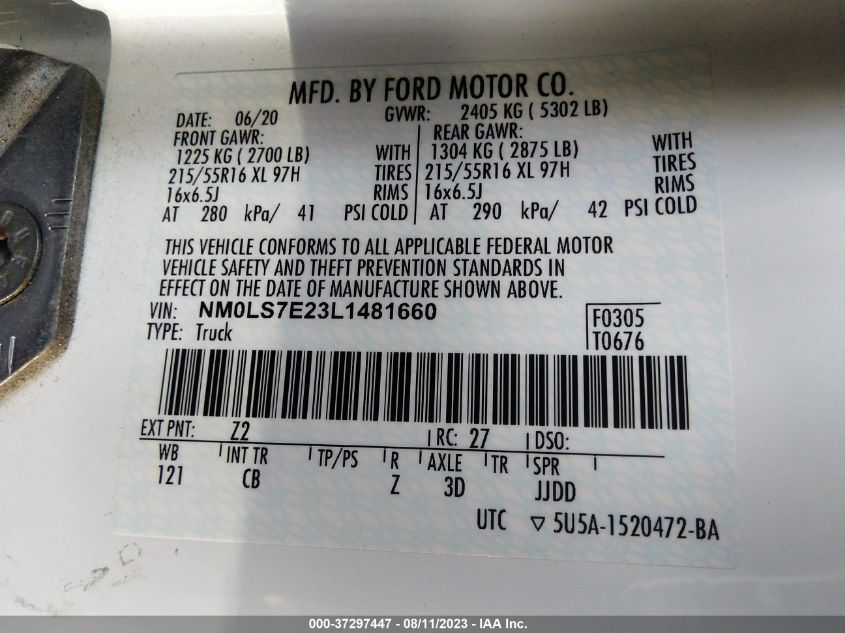 MFD. BY FORD MOTOR CO.
DATE: 06/20 GVWR: 2405 KG ( 5302 LB)
FRONT GAWR: REAR GAWR:
1225 KG ( 2700 LB) WITH 1304 KG ( 2875 LB) WITH
215/55R16 XL 97H TIRES 215/55R16 XL 97H TIRES
16x6.5J RIMS 16x6.5J RIMS
AT 280 kPa/ 41 PSI COLD AT 290 kPa/ 42 PSI COLD
THIS VEHICLE CONFORMS TO ALL APPLICABLE FEDERAL MOTOR
VEHICLE SAFETY AND THEFT PREVENTION STANDARDS IN
EFFECT ON THE DATE OF MANUFACTURE SHOWN ABOVE.
VIN: NM0LS7E23L1481660 F0305
TYPE: Truck T0676
EXT PNT: Z2 RC: 27 DSO:
WB INT TR TP/PS R AXLE TR SPR
121 CB Z 3D JJDD
UTC ▽ 5U5A-1520472-BA
000-37297447 - 08/11/2023 - IAA Inc.